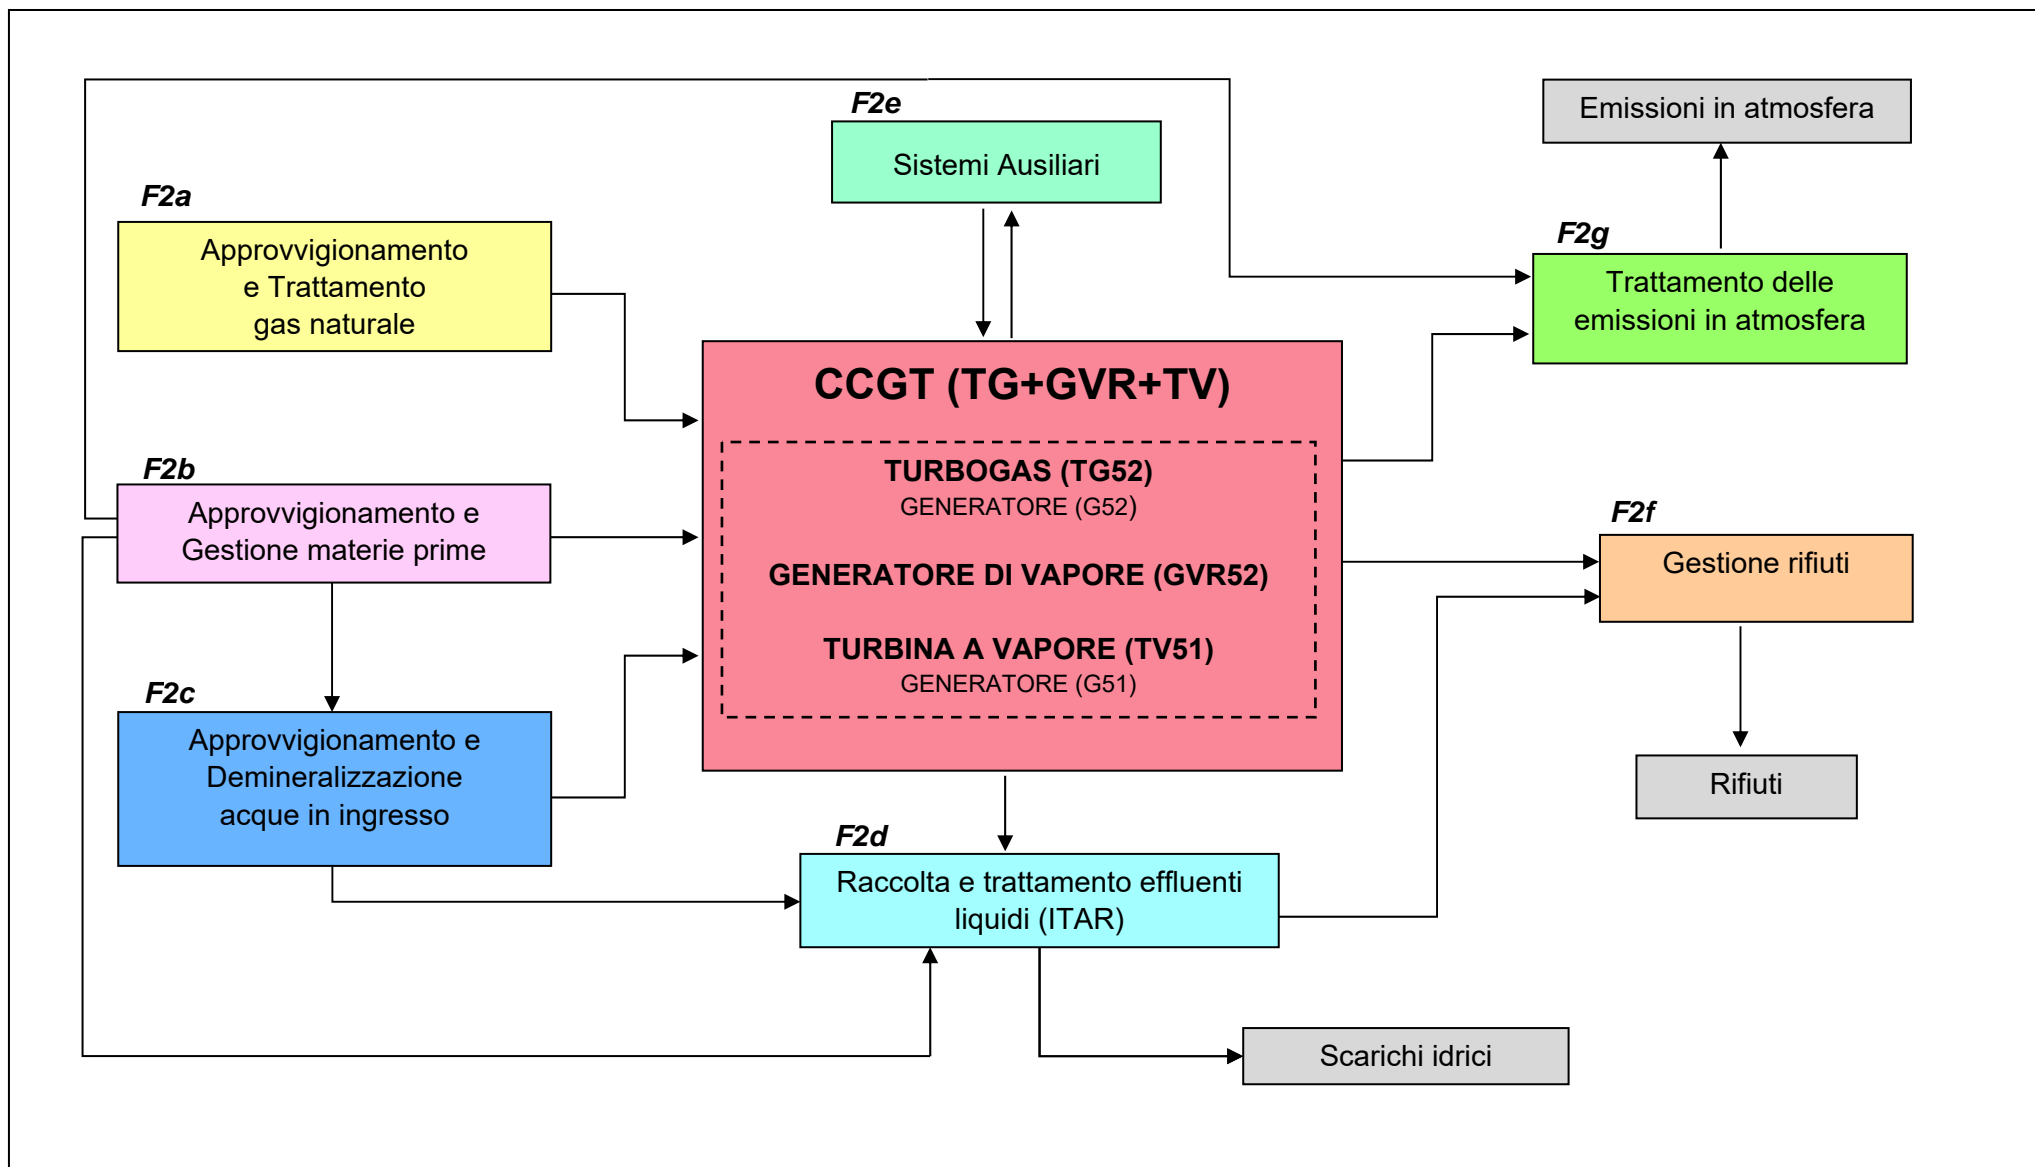 F2e
Sistemi Ausiliari
Emissioni in atmosfera
F2a
Approvvigionamento
e Trattamento
gas naturale
F2g
Trattamento delle
emissioni in atmosfera
CCGT (TG+GVR+TV)
TURBOGAS (TG52)
GENERATORE (G52)
GENERATORE DI VAPORE (GVR52)
TURBINA A VAPORE (TV51)
GENERATORE (G51)
F2b
Approvvigionamento e
Gestione materie prime
F2f
Gestione rifiuti
F2c
Approvvigionamento e
Demineralizzazione
acque in ingresso
Rifiuti
F2d
Raccolta e trattamento effluenti
liquidi (ITAR)
Scarichi idrici